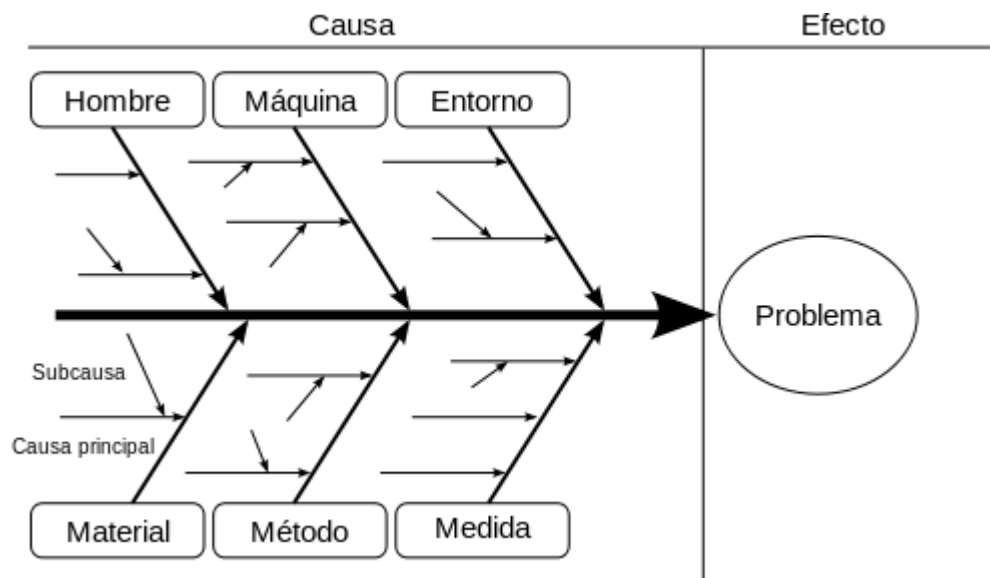 Causa
Efecto
Hombre
Máquina
Entorno
Problema
Subcausa
Causa principal
Material
Método
Medida